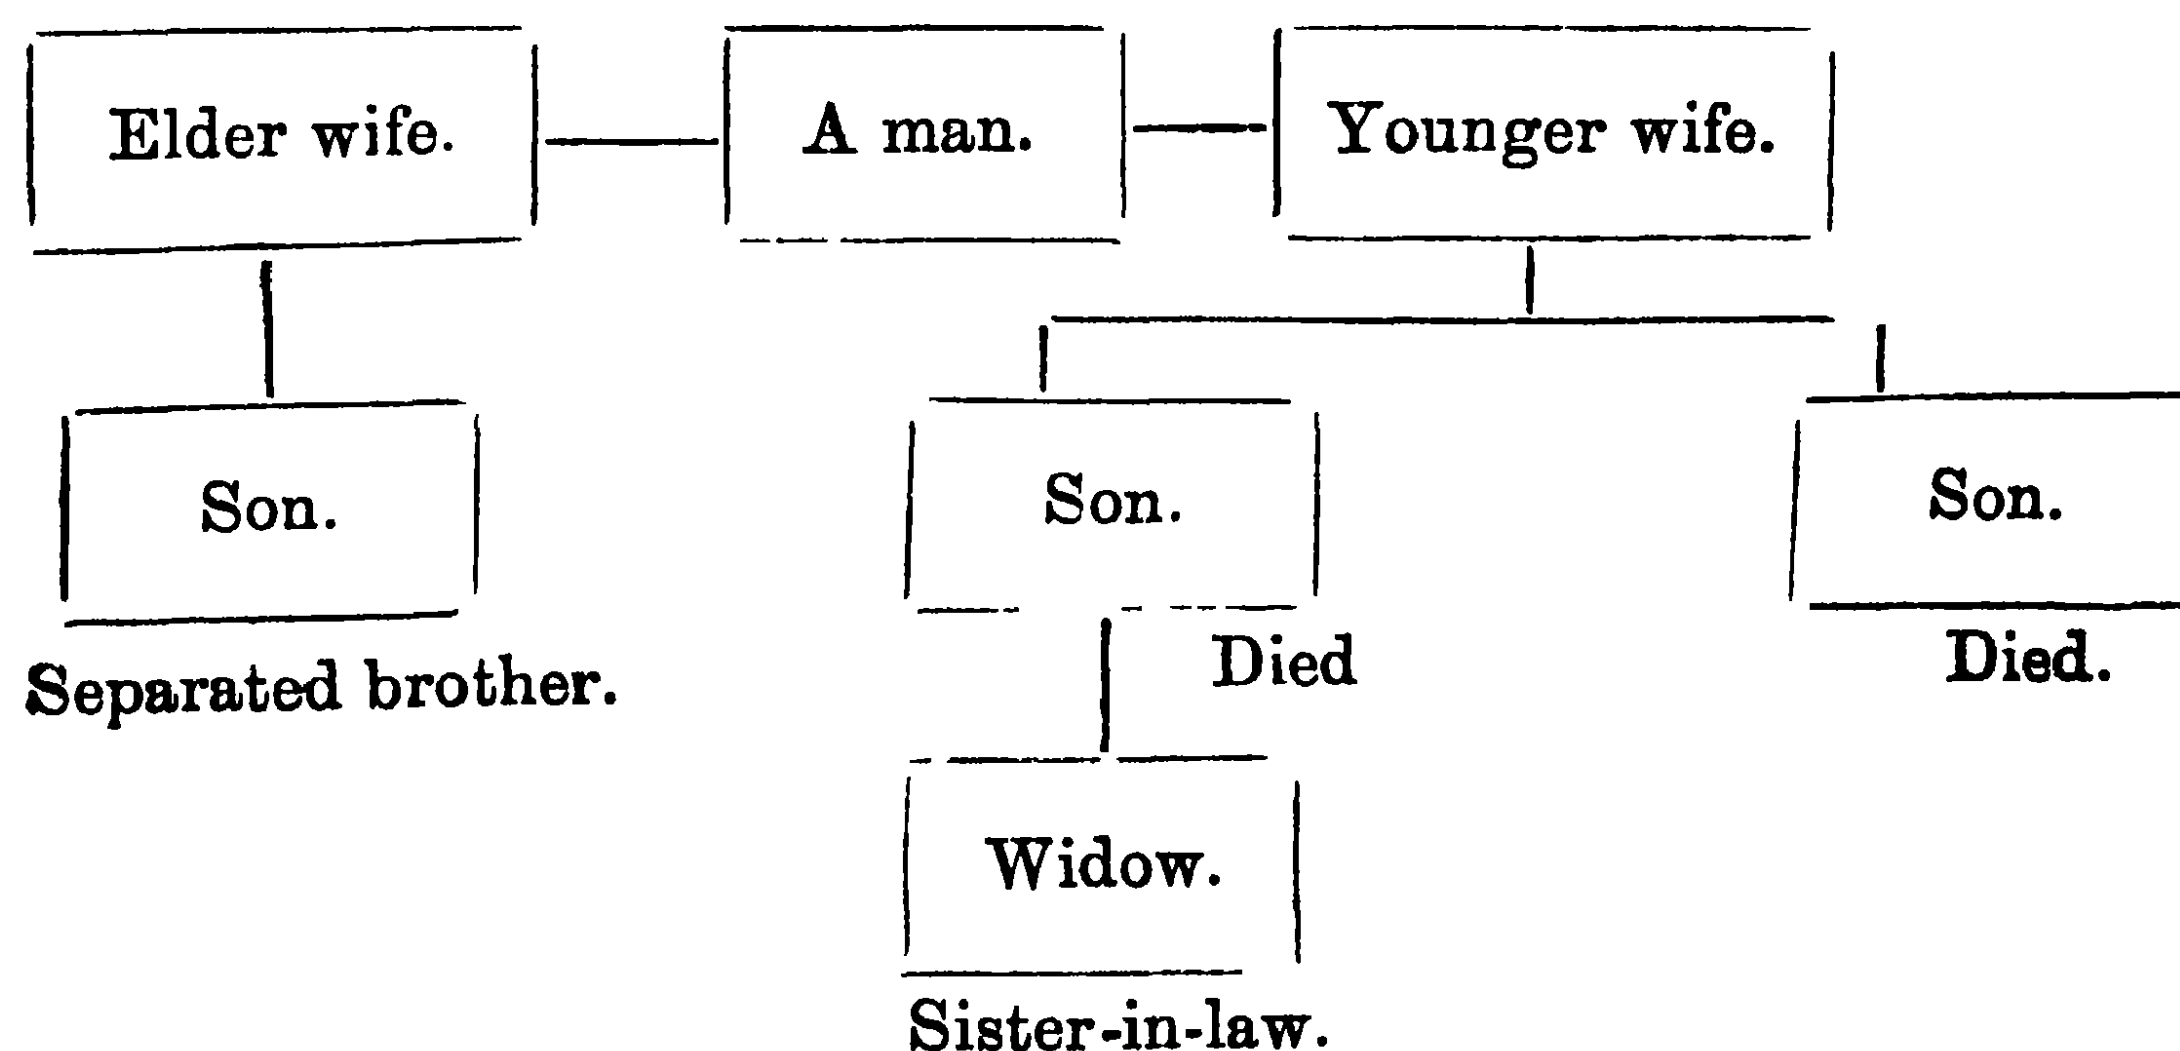 Elder wife. A man. Younger wife.
Son. Son. Son.
Separated brother. Died Died.
Widow.
Sister-in-law.